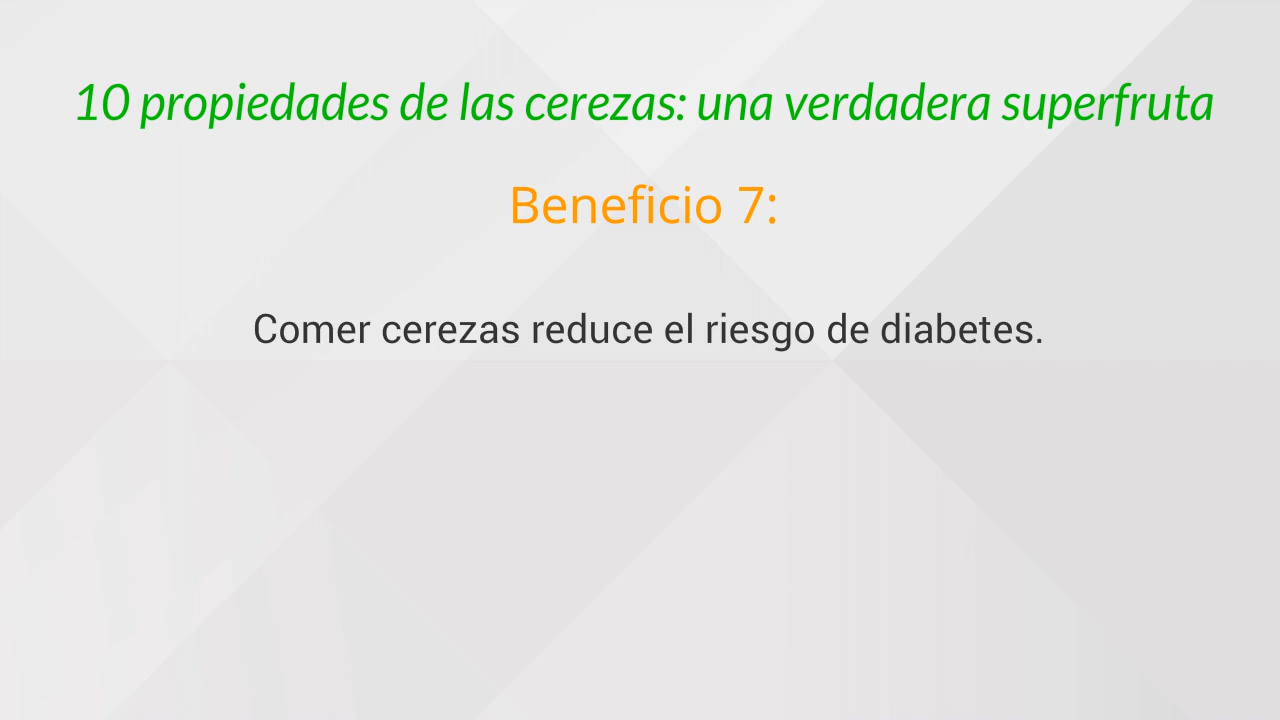 10 propiedades de las cerezas: una verdadera superfruta
Beneficio 7:
Comer cerezas reduce el riesgo de diabetes.